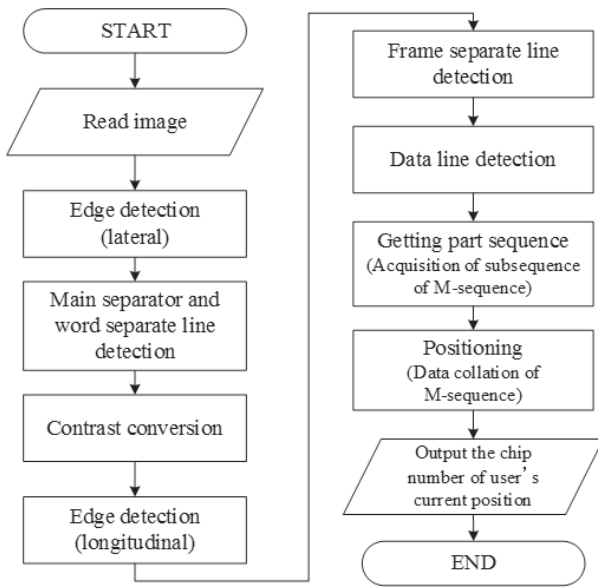 START
Read image
Edge detection
(lateral)
Main separator and
word separate line
detection
Contrast conversion
Edge detection
(longitudinal)
Frame separate line
detection
Data line detection
Getting part sequence
(Acquisition of subsequence
of M-sequence)
Positioning
(Data collation of
M-sequence)
Output the chip
number of user’s
current position
END